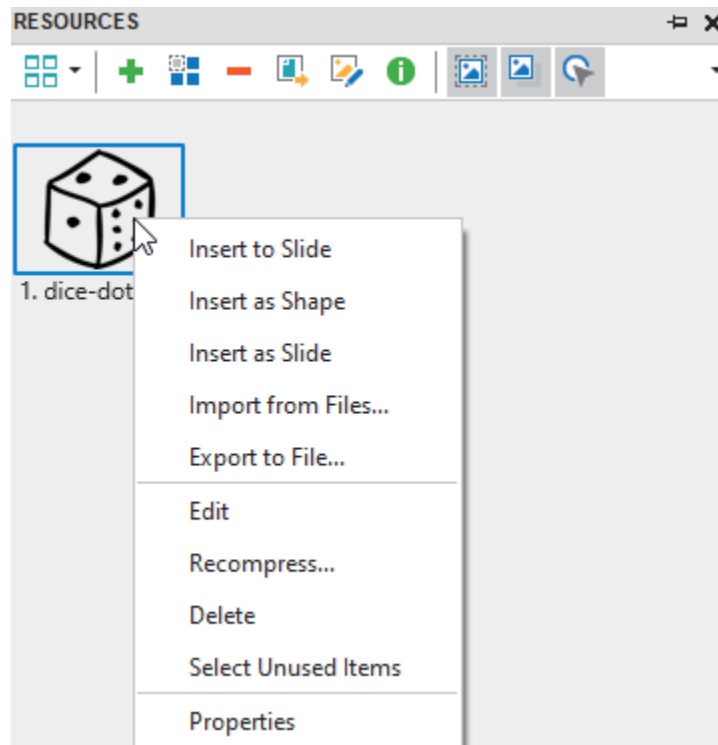 RESOURCES
1. dice-dot
Insert to Slide
Insert as Shape
Insert as Slide
Import from Files...
Export to File...
Edit
Recompress...
Delete
Select Unused Items
Properties